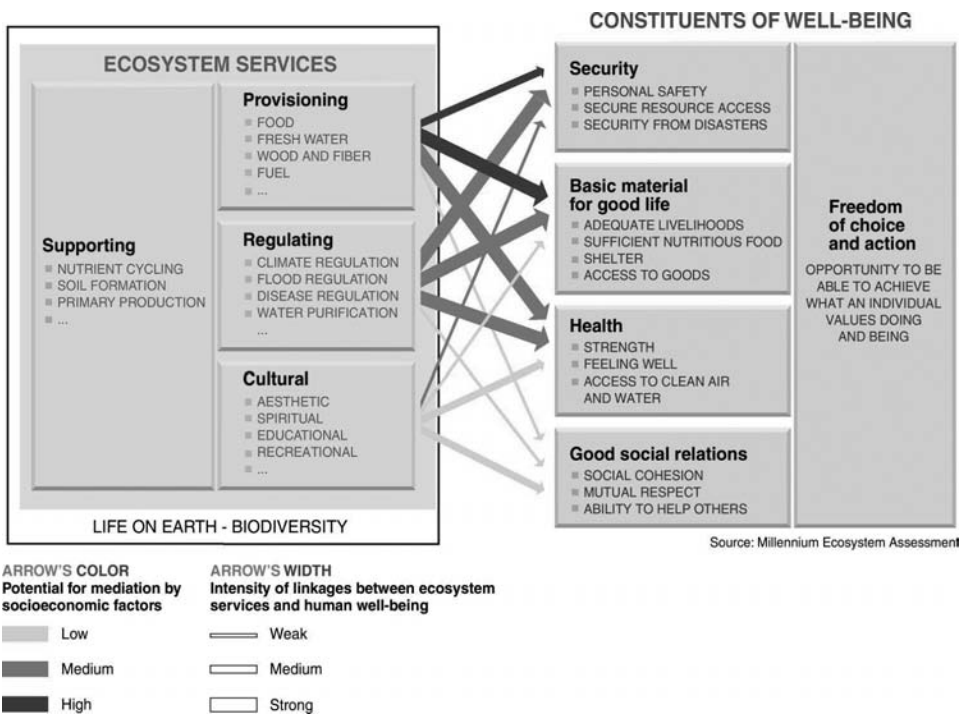 CONSTITUENTS OF WELL-BEING
ECOSYSTEM SERVICES
Supporting
NUTRIENT CYCLING
SOIL FORMATION
PRIMARY PRODUCTION
...
Provisioning
FOOD
FRESH WATER
WOOD AND FIBER
FUEL
...
Regulating
CLIMATE REGULATION
FLOOD REGULATION
DISEASE REGULATION
WATER PURIFICATION
...
Cultural
AESTHETIC
SPIRITUAL
EDUCATIONAL
RECREATIONAL
...
LIFE ON EARTH - BIODIVERSITY
Security
PERSONAL SAFETY
SECURE RESOURCE ACCESS
SECURITY FROM DISASTERS
Basic material
for good life
ADEQUATE LIVELIHOODS
SUFFICIENT NUTRITIOUS FOOD
SHELTER
ACCESS TO GOODS
Health
STRENGTH
FEELING WELL
ACCESS TO CLEAN AIR
AND WATER
Good social relations
SOCIAL COHESION
MUTUAL RESPECT
ABILITY TO HELP OTHERS
Freedom
of choice
and action
OPPORTUNITY TO BE
ABLE TO ACHIEVE
WHAT AN INDIVIDUAL
VALUES DOING
AND BEING
Source: Millennium Ecosystem Assessment
ARROW'S COLOR
Potential for mediation by
socioeconomic factors
Low
Medium
High
ARROW'S WIDTH
Intensity of linkages between ecosystem
services and human well-being
Weak
Medium
Strong